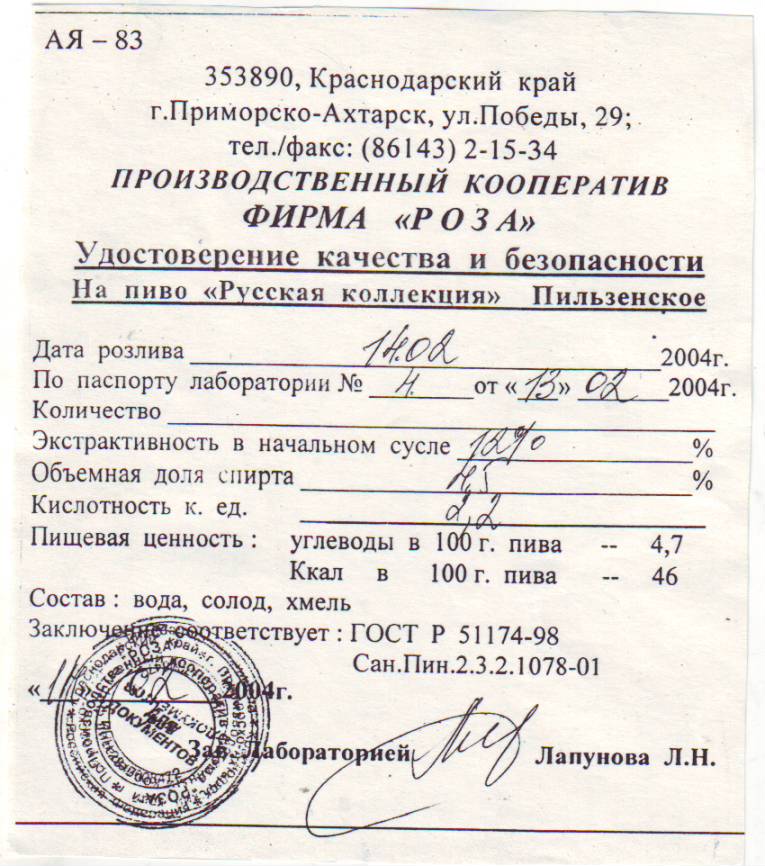 АЯ – 83
353890, Краснодарский край
г.Приморско-Ахтарск, ул.Победы, 29;
тел./факс: (86143) 2-15-34
ПРОИЗВОДСТВЕННЫЙ КООПЕРАТИВ
ФИРМА «Р О З А»
Удостоверение качества и безопасности
На пиво «Русская коллекция» Пильзенское
Дата розлива 14.02 2004г.
По паспорту лаборатории № 4 от «13» 02 2004г.
Количество
Экстрактивность в начальном сусле 12% %
Объемная доля спирта 4,5 %
Кислотность к. ед. 2,2
Пищевая ценность : углеводы в 100 г. пива -- 4,7
Ккал в 100 г. пива -- 46
Состав : вода, солод, хмель
Заключение соответствует : ГОСТ Р 51174-98
Сан.Пин.2.3.2.1078-01
2004г.
ДОКУМЕНТОВ
Зав. Лабораторией Лапунова Л.Н.